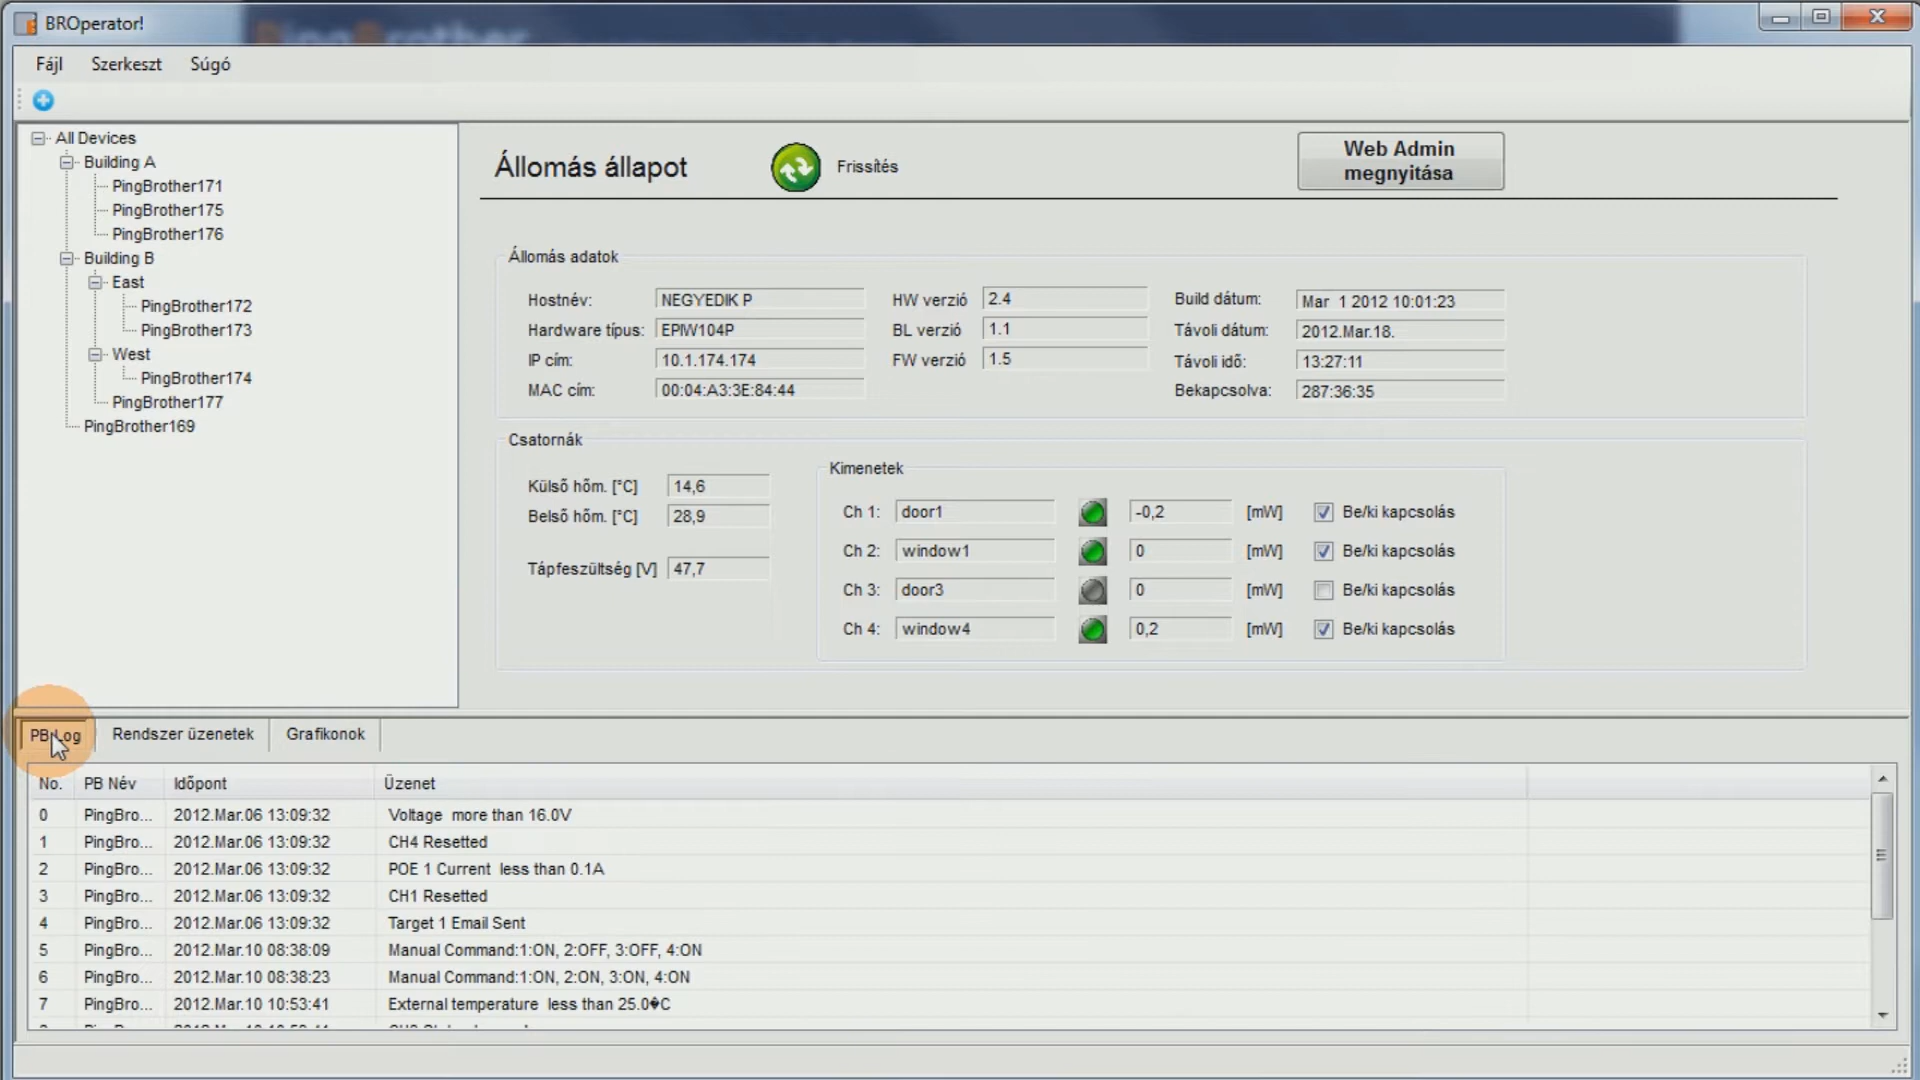 BROperator!
PingBrother
Fájl Szerkeszt Súgó
All Devices
Building A
PingBrother171
PingBrother175
PingBrother176
Building B
East
PingBrother172
PingBrother173
West
PingBrother174
PingBrother177
PingBrother169
Állomás állapot
Frissítés
Web Admin
megnyitása
Állomás adatok
Hostnév: NEGYEDIK P HW verzió 2.4 Build dátum: Mar 1 2012 10:01:23
Hardware típus: EPIW104P BL verzió 1.1 Távoli dátum: 2012.Mar.18.
IP cím: 10.1.174.174 FW verzió 1.5 Távoli idő: 13:27:11
MAC cím: 00:04:A3:3E:84:44 Bekapcsolva: 287:36:35
Csatornák
Külső hőm. [°C] 14,6
Belső hőm. [°C] 28,9
Tápfeszültség [V] 47,7
Kimenetek
Ch 1: door1 -0,2 [mW] Be/ki kapcsolás
Ch 2: window1 0 [mW] Be/ki kapcsolás
Ch 3: door3 0 [mW] Be/ki kapcsolás
Ch 4: window4 0,2 [mW] Be/ki kapcsolás
PB Log Rendszer üzenetek Grafikonok
No. PB Név Időpont Üzenet
0 PingBro... 2012.Mar.06 13:09:32 Voltage more than 16.0V
1 PingBro... 2012.Mar.06 13:09:32 CH4 Resetted
2 PingBro... 2012.Mar.06 13:09:32 POE 1 Current less than 0.1A
3 PingBro... 2012.Mar.06 13:09:32 CH1 Resetted
4 PingBro... 2012.Mar.06 13:09:32 Target 1 Email Sent
5 PingBro... 2012.Mar.10 08:38:09 Manual Command:1:ON, 2:OFF, 3:OFF, 4:ON
6 PingBro... 2012.Mar.10 08:38:23 Manual Command:1:ON, 2:ON, 3:ON, 4:ON
7 PingBro... 2012.Mar.10 10:53:41 External temperature less than 25.0�C